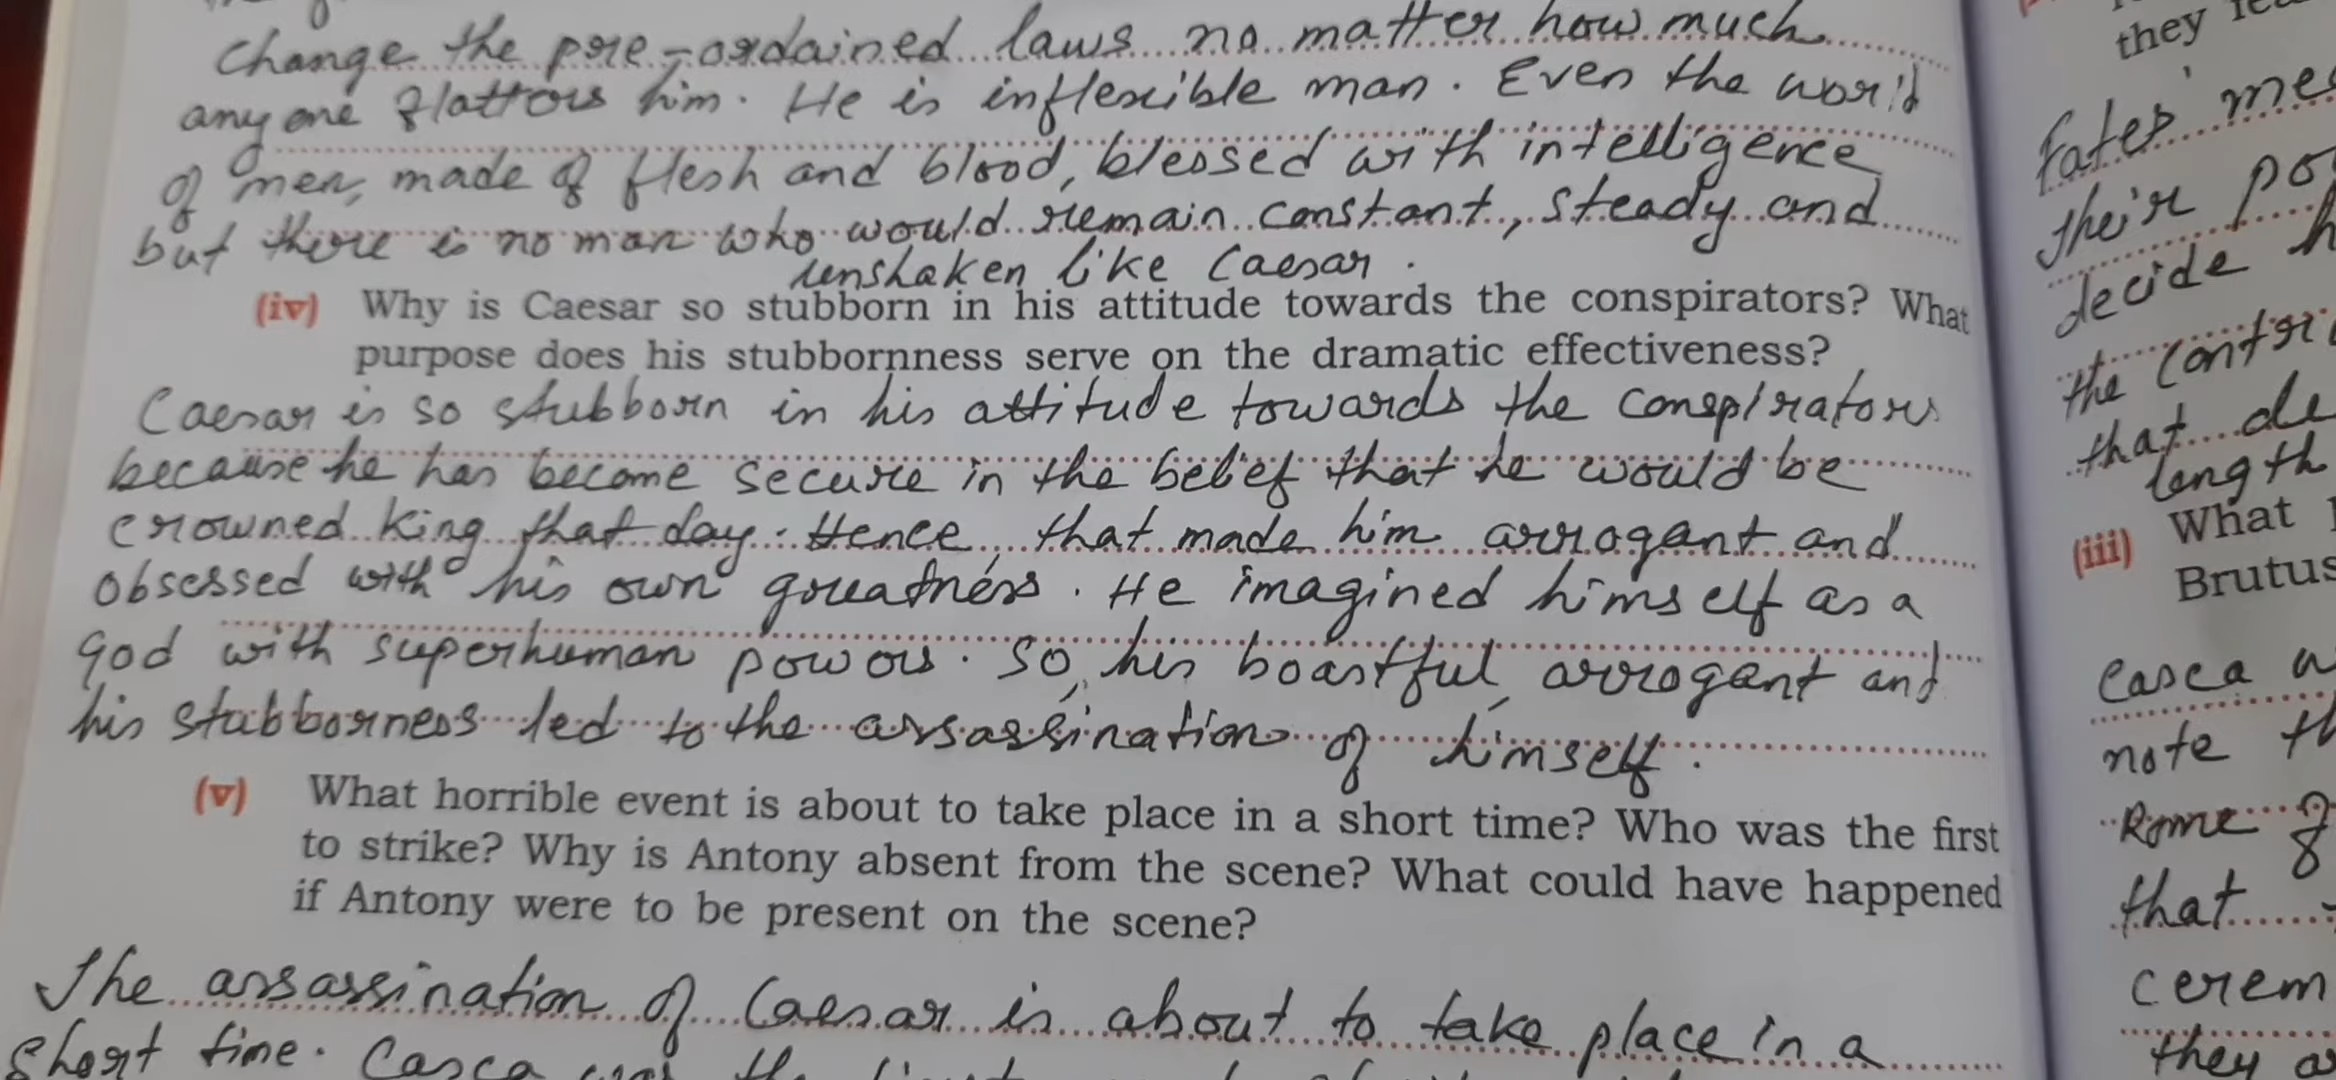 change the pre-ordained laws no matter how much
anyone flatters him. He is inflexible man. Even the world
of men, made of flesh and blood, blessed with intelligence
but there is no man who would remain constant, steady and
unshaken like Caesar.
(iv) Why is Caesar so stubborn in his attitude towards the conspirators? What
purpose does his stubbornness serve on the dramatic effectiveness?
Caesar is so stubborn in his attitude towards the conspirators
because he has become secure in the belief that he would be
crowned king that day. Hence, that made him arrogant and
obsessed with his own greatness. He imagined himself as a
god with superhuman powers. So, his boastful, arrogant and
his stubborness led to the assassination of himself.
(v) What horrible event is about to take place in a short time? Who was the first
to strike? Why is Antony absent from the scene? What could have happened
if Antony were to be present on the scene?
The assassination of Caesar is about to take place in a
short time. Casca was the
they
Fates'
their
decide
the
that
length
(iii) What
Brutus
Casca
note
Rome
that
they